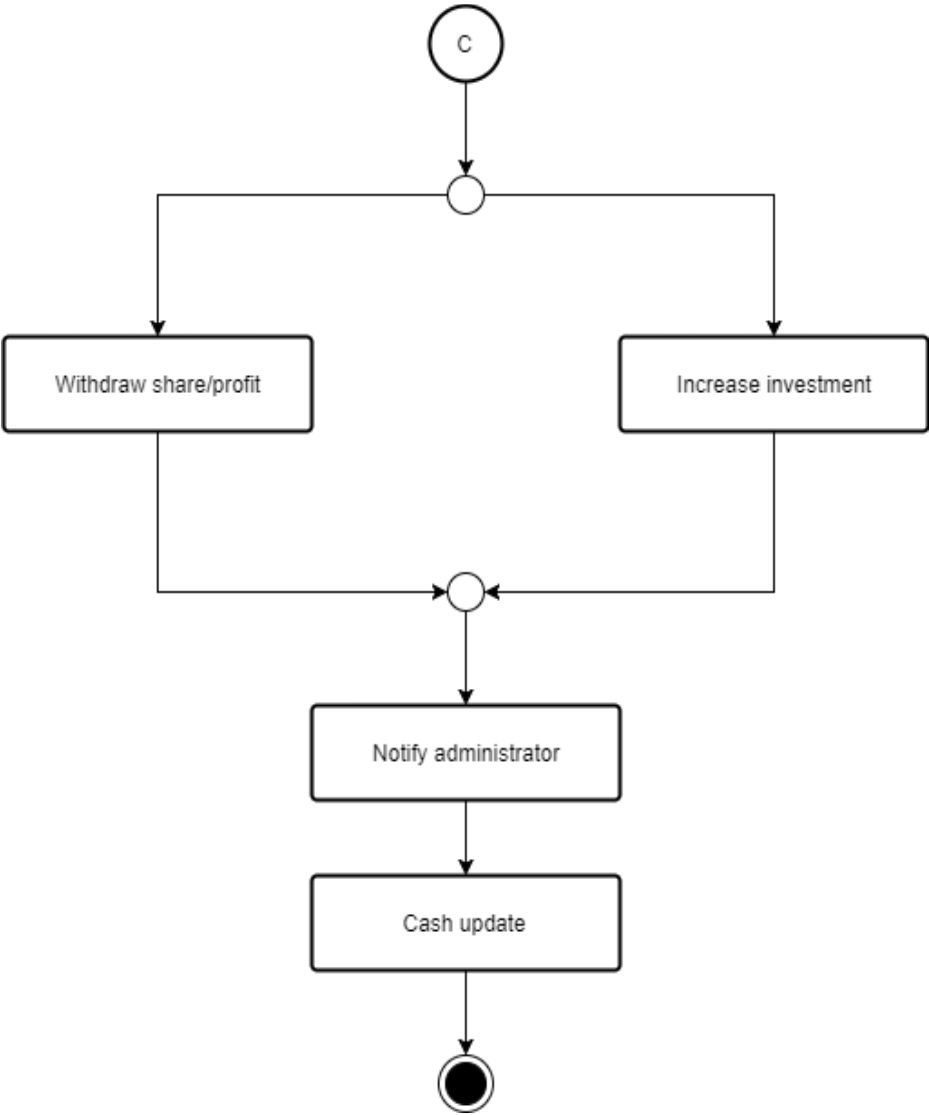 C
Withdraw share/profit
Increase investment
Notify administrator
Cash update